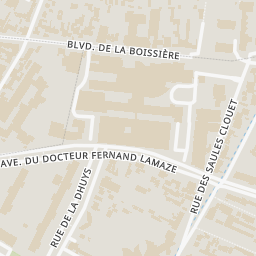 BLVD. DE LA BOISSIÈRE
RUE DES SAULES CLOUET
AVE. DU DOCTEUR FERNAND LAMAZE
RUE DE LA DHUYS